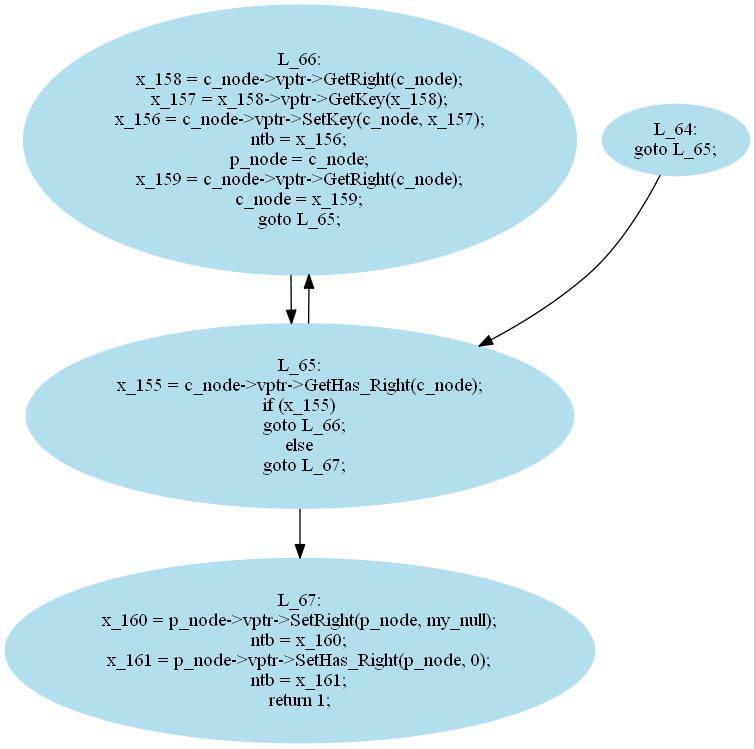 L_66:
x_158 = c_node->vptr->GetRight(c_node);
x_157 = x_158->vptr->GetKey(x_158);
x_156 = c_node->vptr->SetKey(c_node, x_157);
ntb = x_156;
p_node = c_node;
x_159 = c_node->vptr->GetRight(c_node);
c_node = x_159;
goto L_65;
L_64:
goto L_65;
L_65:
x_155 = c_node->vptr->GetHas_Right(c_node);
if (x_155)
goto L_66;
else
goto L_67;
L_67:
x_160 = p_node->vptr->SetRight(p_node, my_null);
ntb = x_160;
x_161 = p_node->vptr->SetHas_Right(p_node, 0);
ntb = x_161;
return 1;